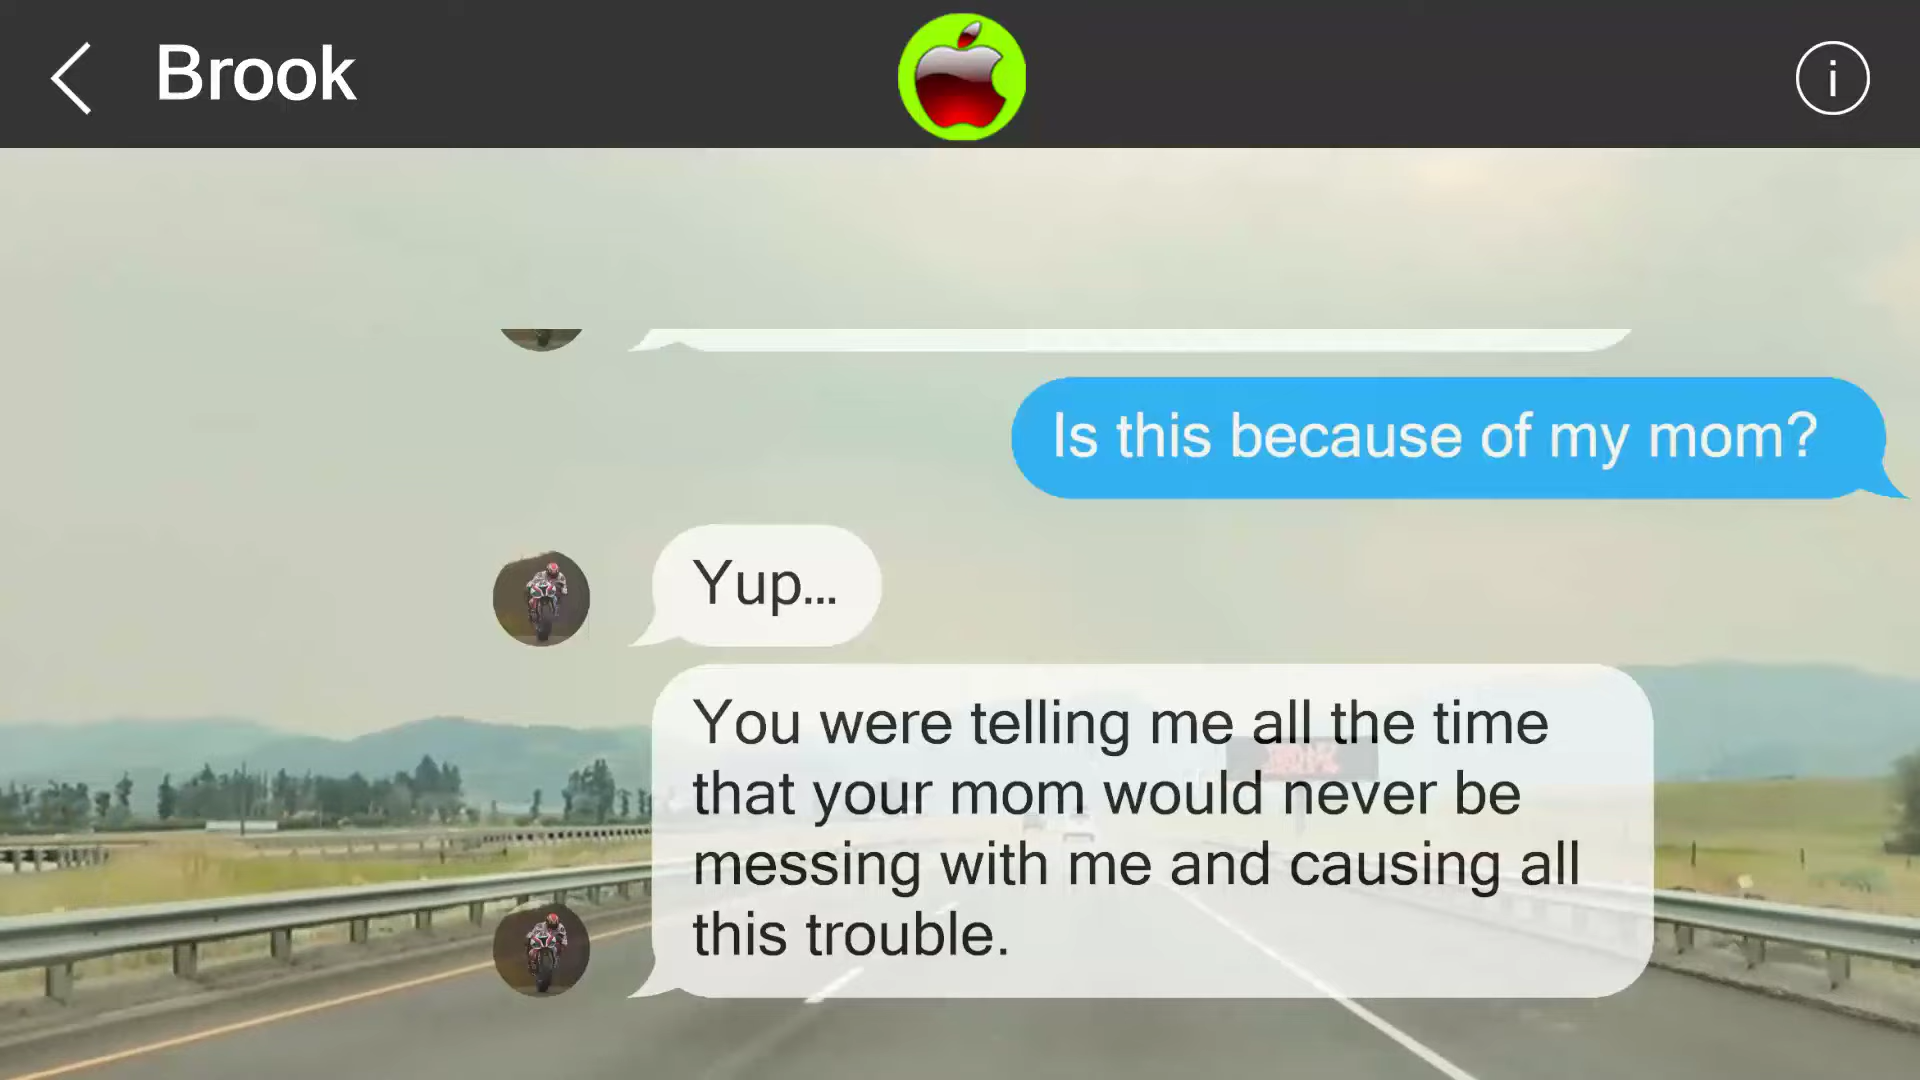 Brook
i
Is this because of my mom?
Yup...
You were telling me all the time
that your mom would never be
messing with me and causing all
this trouble.